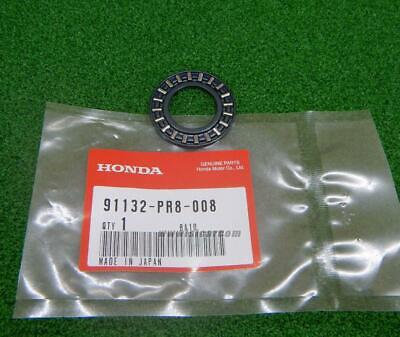 HONDA
GENUINE PARTS
Honda Motor Co., Ltd.
91132-PR8-008
QTY 1
MADE IN JAPAN